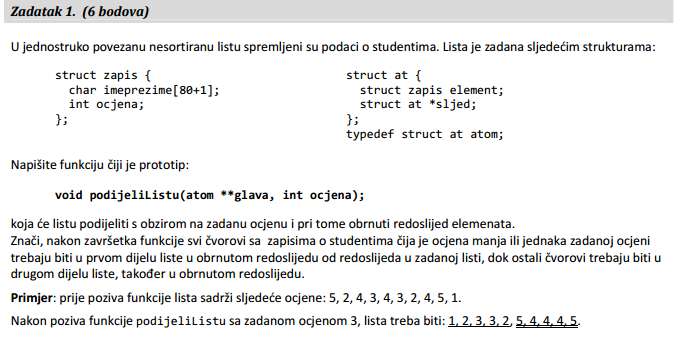 Zadatak 1. (6 bodova)
U jednostruko povezanu nesortiranu listu spremljeni su podaci o studentima. Lista je zadana sljedećim strukturama:
struct zapis {
char imeprezime[80+1];
int ocjena;
};
struct at {
struct zapis element;
struct at *sljed;
};
typedef struct at atom;
Napišite funkciju čiji je prototip:
void podijeliListu(atom **glava, int ocjena);
koja će listu podijeliti s obzirom na zadanu ocjenu i pri tome obrnuti redoslijed elemenata.
Znači, nakon završetka funkcije svi čvorovi sa zapisima o studentima čija je ocjena manja ili jednaka zadanoj ocjeni
trebaju biti u prvom dijelu liste u obrnutom redoslijedu od redoslijeda u zadanoj listi, dok ostali čvorovi trebaju biti u
drugom dijelu liste, također u obrnutom redoslijedu.
Primjer: prije poziva funkcije lista sadrži sljedeće ocjene: 5, 2, 4, 3, 4, 3, 2, 4, 5, 1.
Nakon poziva funkcije podijeliListu sa zadanom ocjenom 3, lista treba biti: 1, 2, 3, 3, 2, 5, 4, 4, 4, 5.